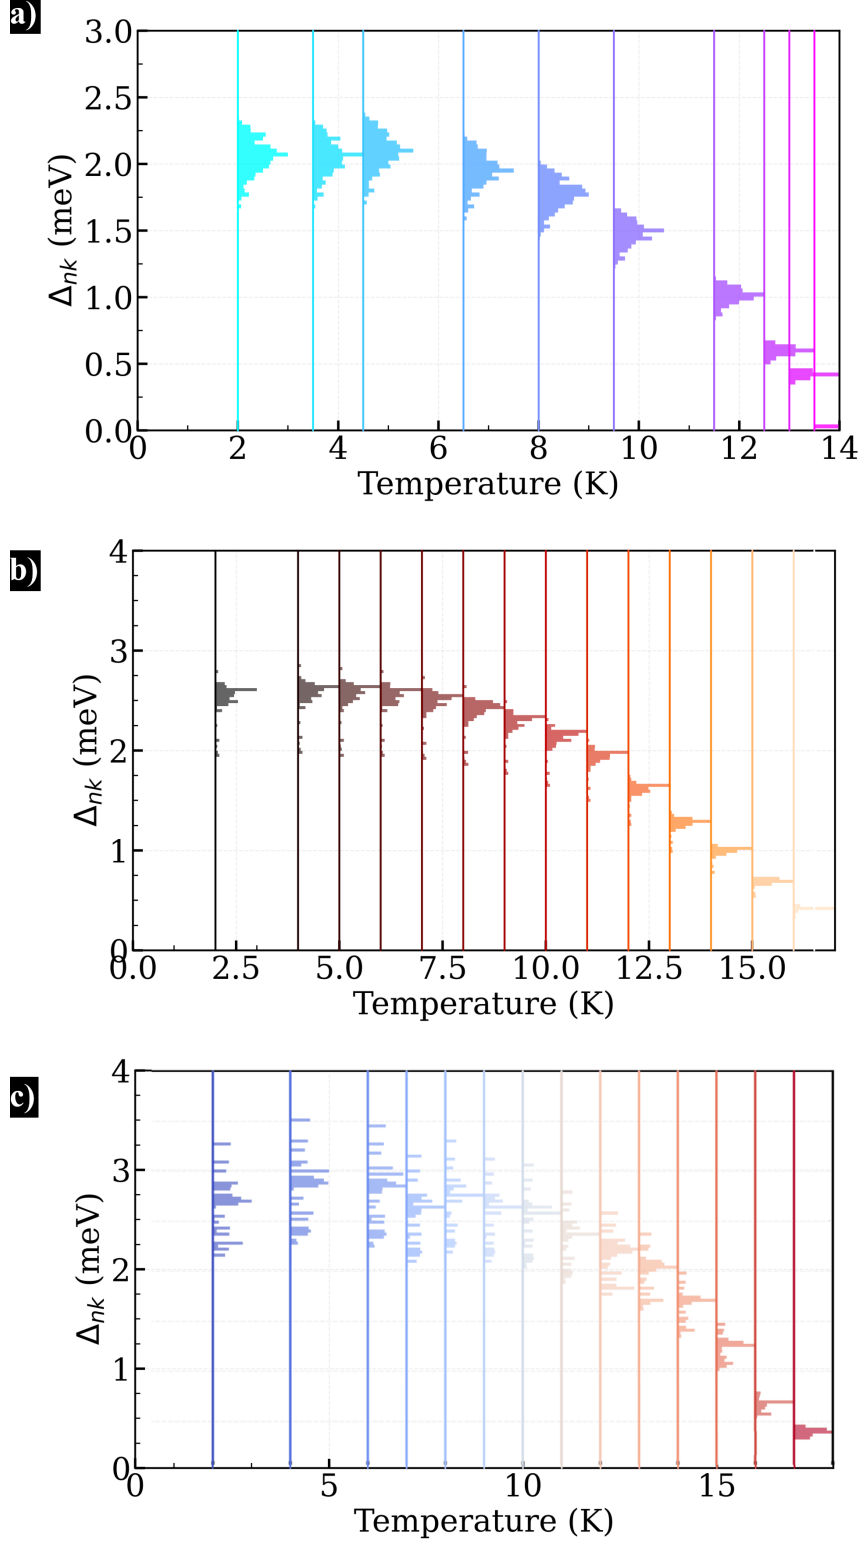 a)
3.0
2.5
2.0
1.5
1.0
0.5
0.0
Δnk (meV)
0 2 4 6 8 10 12 14
Temperature (K)
b)
4
3
2
1
0
Δnk (meV)
0.0 2.5 5.0 7.5 10.0 12.5 15.0
Temperature (K)
c)
4
3
2
1
0
Δnk (meV)
0 5 10 15
Temperature (K)